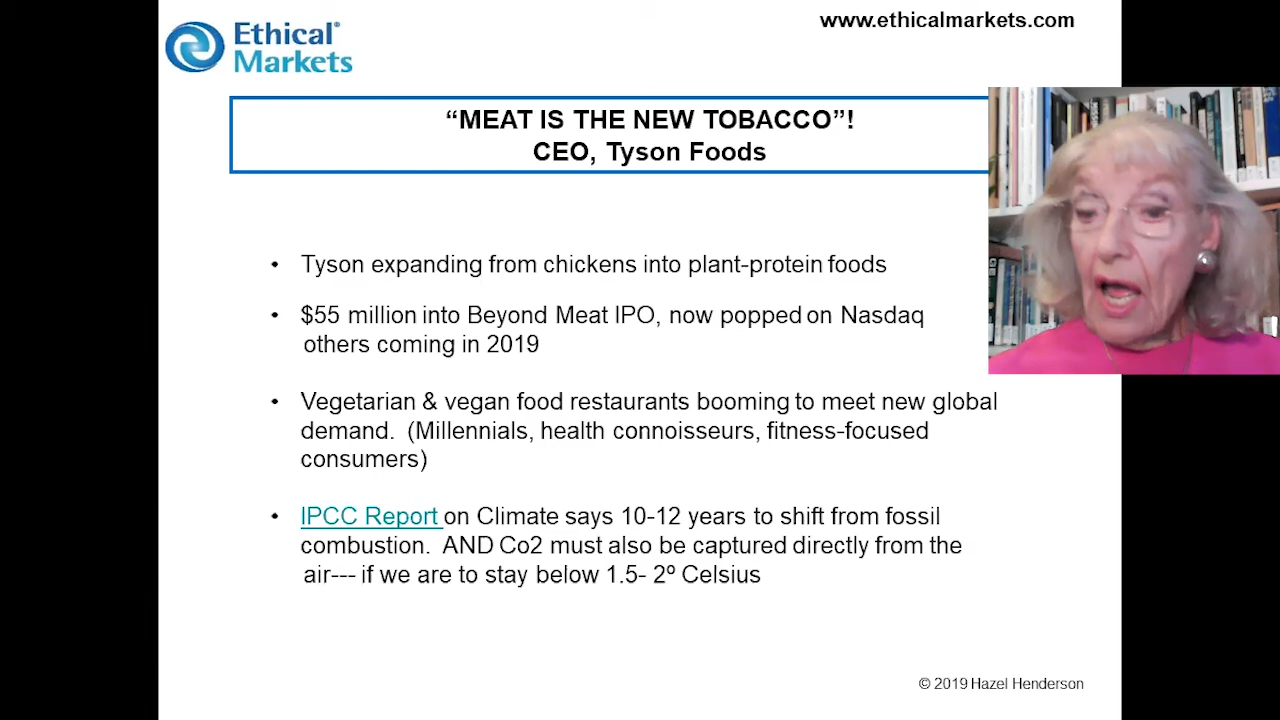 Ethical®
Markets
www.ethicalmarkets.com
“MEAT IS THE NEW TOBACCO”!
CEO, Tyson Foods
• Tyson expanding from chickens into plant-protein foods
• $55 million into Beyond Meat IPO, now popped on Nasdaq
others coming in 2019
• Vegetarian & vegan food restaurants booming to meet new global
demand. (Millennials, health connoisseurs, fitness-focused
consumers)
• IPCC Report on Climate says 10-12 years to shift from fossil
combustion. AND Co2 must also be captured directly from the
air--- if we are to stay below 1.5- 2º Celsius
© 2019 Hazel Henderson